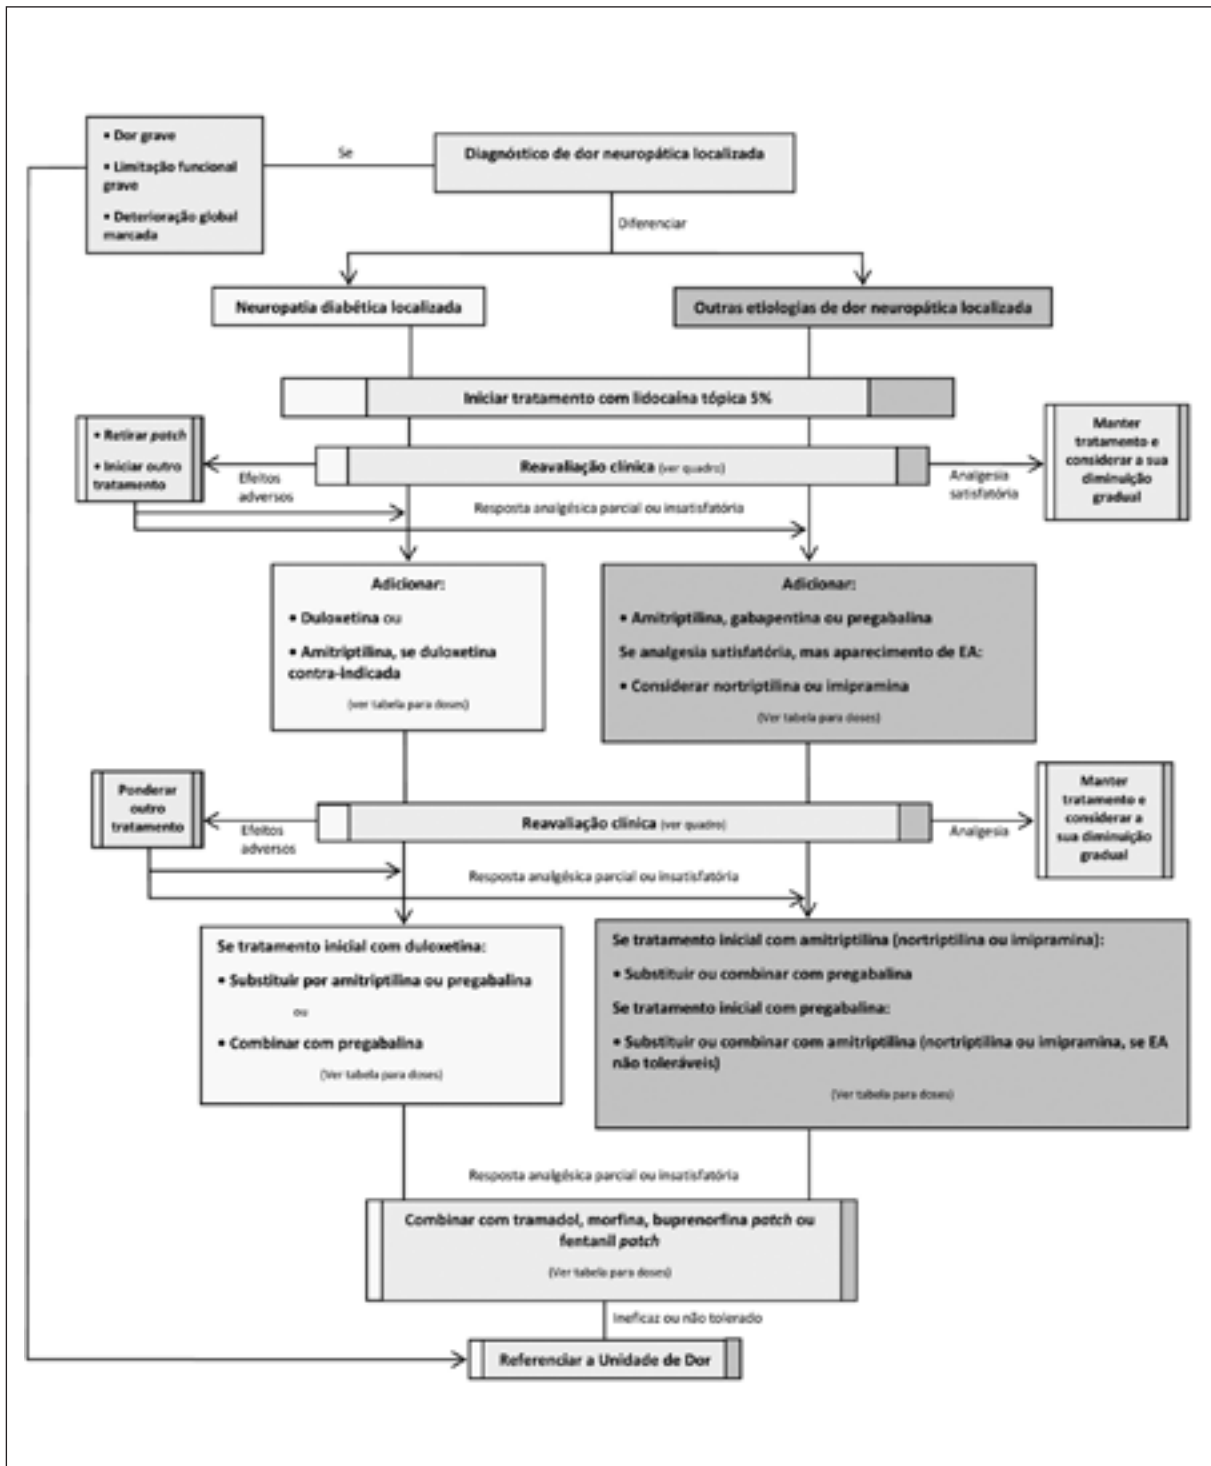 • Dor grave
• Limitação funcional
grave
• Deterioração global
marcada
Se
Diagnóstico de dor neuropática localizada
Diferenciar
Neuropatia diabética localizada
Outras etiologias de dor neuropática localizada
Iniciar tratamento com lidocaína tópica 5%
• Retirar patch
• Iniciar outro
tratamento
Efeitos
adversos
Reavaliação clínica (ver quadro)
Analgesia
satisfatória
Manter
tratamento e
considerar a sua
diminuição
gradual
Resposta analgésica parcial ou insatisfatória
Adicionar:
• Duloxetina ou
• Amitriptilina, se duloxetina
contra-indicada
(ver tabela para doses)
Adicionar:
• Amitriptilina, gabapentina ou pregabalina
Se analgesia satisfatória, mas aparecimento de EA:
• Considerar nortriptilina ou imipramina
(Ver tabela para doses)
Ponderar
outro
tratamento
Efeitos
adversos
Reavaliação clínica (ver quadro)
Analgesia
Manter
tratamento e
considerar a
sua diminuição
gradual
Resposta analgésica parcial ou insatisfatória
Se tratamento inicial com duloxetina:
• Substituir por amitriptilina ou pregabalina
ou
• Combinar com pregabalina
(Ver tabela para doses)
Se tratamento inicial com amitriptilina (nortriptilina ou imipramina):
• Substituir ou combinar com pregabalina
Se tratamento inicial com pregabalina:
• Substituir ou combinar com amitriptilina (nortriptilina ou imipramina, se EA
não toleráveis)
(Ver tabela para doses)
Resposta analgésica parcial ou insatisfatória
Combinar com tramadol, morfina, buprenorfina patch ou
fentanil patch
(Ver tabela para doses)
Ineficaz ou não tolerado
Referenciar a Unidade de Dor